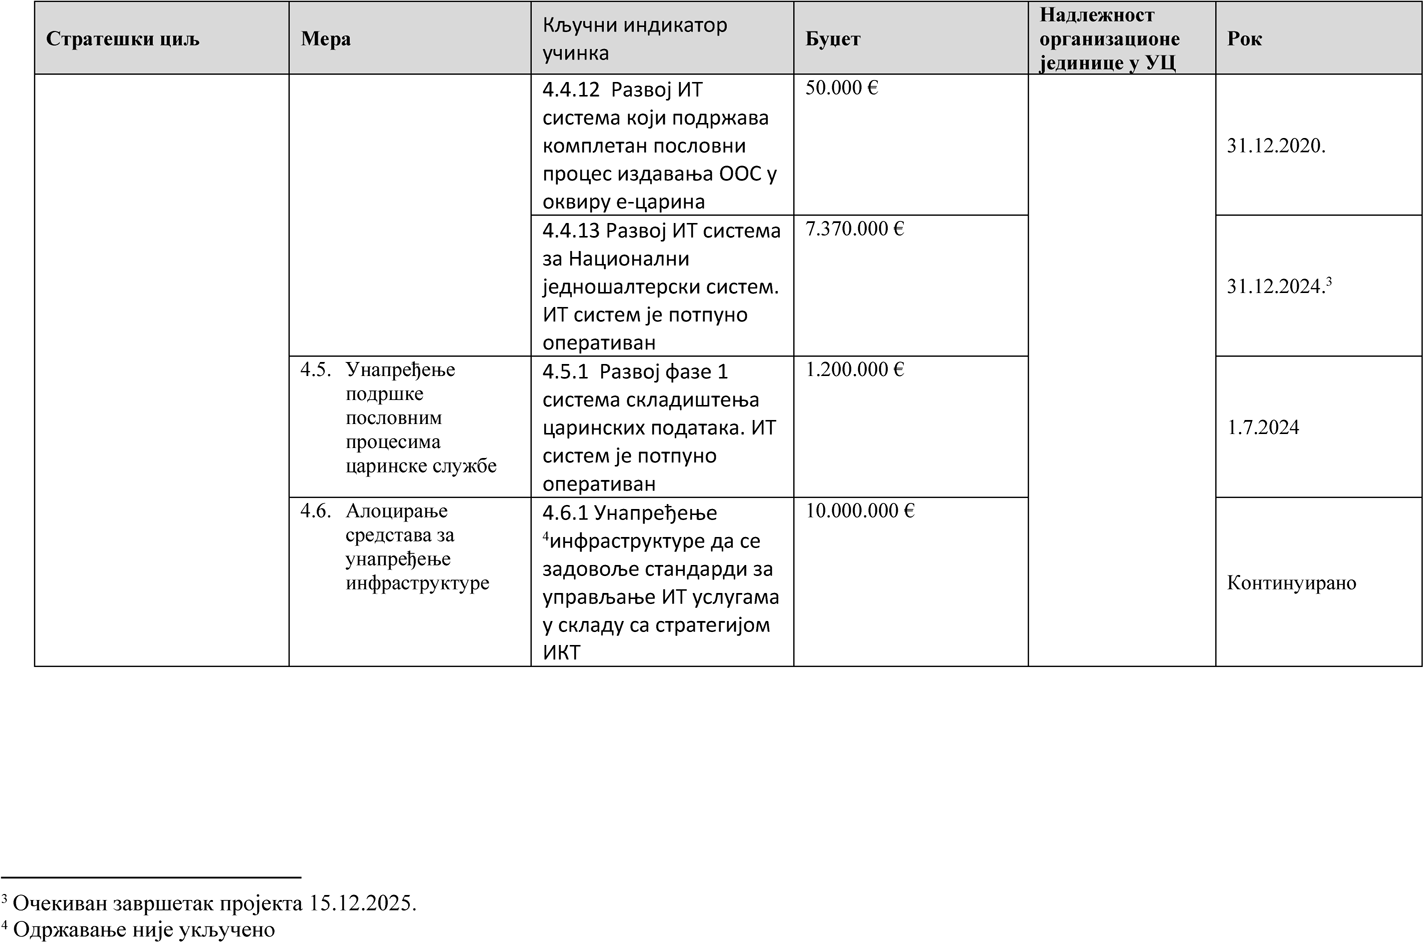 Стратешки циљ
Мера
Кључни индикатор
учинка
Буџет
Надлежност
организационе
јединице у УЦ
Рок
4.4.12 Развој ИТ
система који подржава
комплетан пословни
процес издавања ООС у
оквиру е-царина
50.000 €
31.12.2020.
4.4.13 Развој ИТ система
за Национални
једношалтерски систем.
ИТ систем је потпуно
оперативан
7.370.000 €
31.12.2024.³
4.5. Унапређење
подршке
пословним
процесима
царинске службе
4.5.1 Развој фазе 1
система складиштења
царинских података. ИТ
систем је потпуно
оперативан
1.200.000 €
1.7.2024
4.6. Алоцирање
средстава за
унапређење
инфраструктуре
4.6.1 Унапређење
⁴инфраструктуре да се
задовоље стандарди за
управљање ИТ услугама
у складу са стратегијом
ИКТ
10.000.000 €
Континуирано
³ Очекиван завршетак пројекта 15.12.2025.
⁴ Одржавање није укључено